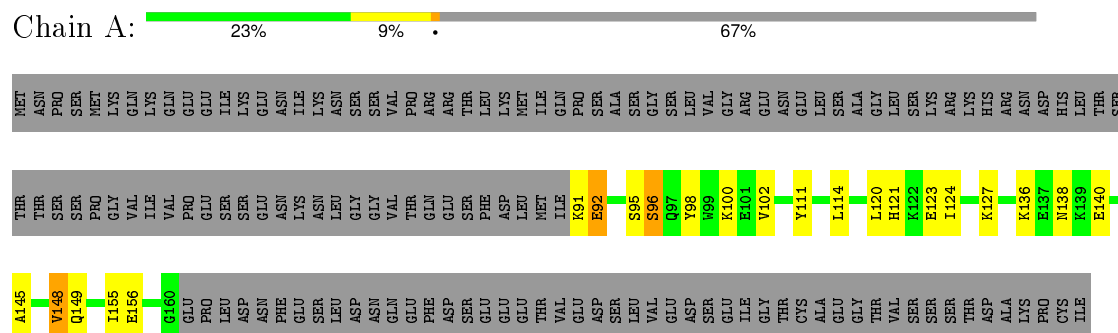 Chain A:
23% 9% • 67%
MET ASN PRO SER MET LYS GLN LYS GLN GLU GLU ILE LYS GLU ASN ILE LYS ASN SER SER VAL PRO ARG ARG THR LEU LYS MET ILE GLN PRO SER ALA SER GLY SER LEU VAL GLY ARG GLU ASN GLU LEU SER ALA GLY LEU SER LYS ARG LYS HIS ARG ASN ASP HIS LEU THR SER
THR THR SER SER PRO GLY VAL ILE VAL PRO GLU SER SER GLU ASN LYS ASN LEU GLY GLY VAL THR GLN GLU SER PHE ASP LEU MET ILE K91 E92 S95 S96 Q97 Y98 W99 K100 E101 V102 Y111 L114 L120 H121 K122 E123 I124 K127 K136 E137 N138 K139 E140
A145 V148 Q149 I155 E156 G160 GLU PRO LEU ASP ASN PHE GLU SER LEU ASP ASN GLN GLU PHE ASP SER GLU GLU GLU THR VAL GLU ASP SER LEU VAL GLU ASP SER GLU ILE GLY THR CYS ALA GLU GLY THR VAL SER SER SER THR ASP ALA LYS PRO CYS ILE